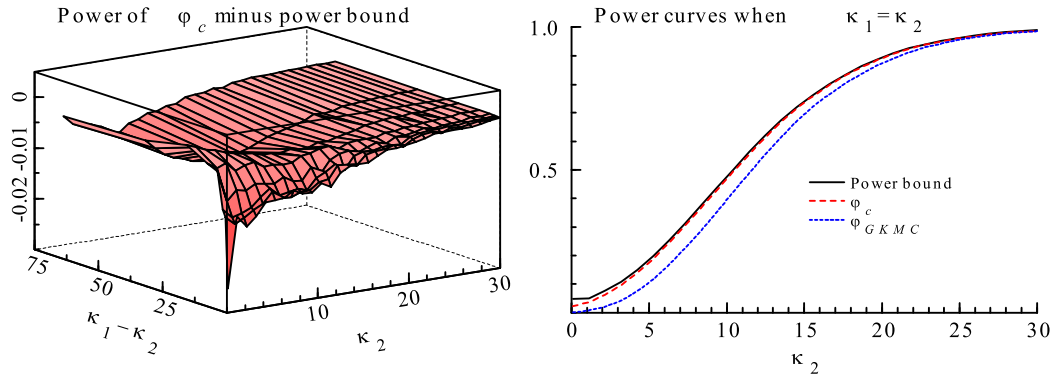 Power of φc minus power bound
0
-0.01
-0.02
75
50
25
κ1−κ2
10
20
30
κ2
Power curves when κ1=κ2
1.0
0.5
Power bound
φc
φGKMC
0 5 10 15 20 25 30
κ2